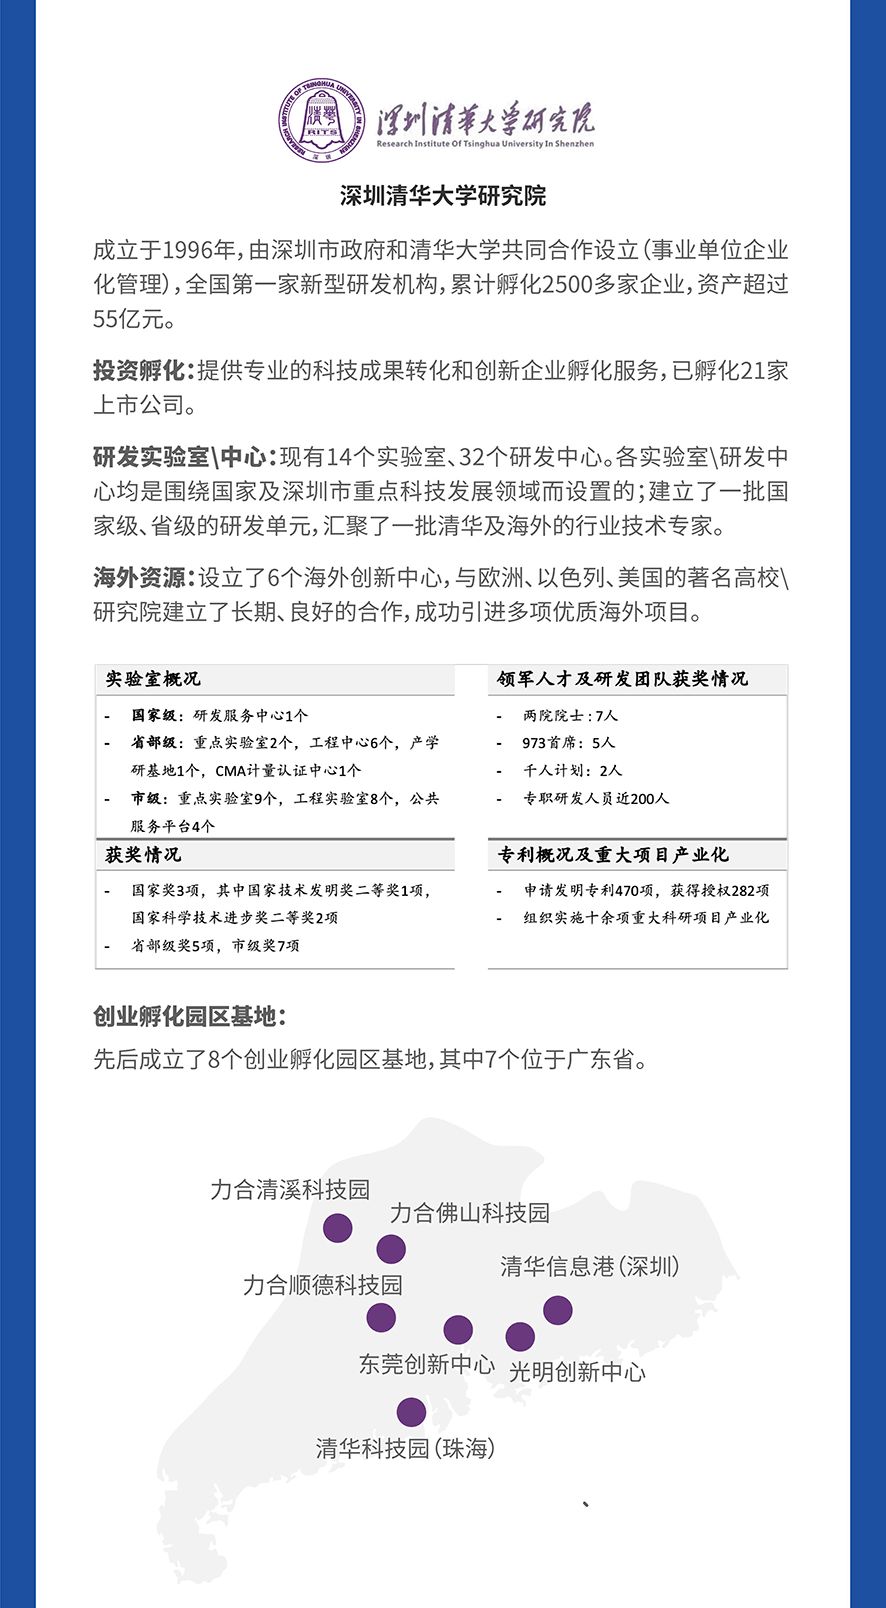 RESEARCH INSTITUTE OF TSINGHUA UNIVERSITY IN SHENZHEN
清華
RITS
深圳
深圳清華大学研究院
Research Institute Of Tsinghua University In Shenzhen
深圳清华大学研究院
成立于1996年，由深圳市政府和清华大学共同合作设立（事业单位企业
化管理），全国第一家新型研发机构，累计孵化2500多家企业，资产超过
55亿元。
投资孵化：提供专业的科技成果转化和创新企业孵化服务，已孵化21家
上市公司。
研发实验室\中心：现有14个实验室、32个研发中心。各实验室\研发中
心均是围绕国家及深圳市重点科技发展领域而设置的；建立了一批国
家级、省级的研发单元，汇聚了一批清华及海外的行业技术专家。
海外资源：设立了6个海外创新中心，与欧洲、以色列、美国的著名高校\
研究院建立了长期、良好的合作，成功引进多项优质海外项目。
实验室概况
- 国家级：研发服务中心1个
- 省部级：重点实验室2个，工程中心6个，产学
研基地1个，CMA计量认证中心1个
- 市级：重点实验室9个，工程实验室8个，公共
服务平台4个
领军人才及研发团队获奖情况
- 两院院士：7人
- 973首席：5人
- 千人计划：2人
- 专职研发人员近200人
获奖情况
- 国家奖3项，其中国家技术发明奖二等奖1项，
国家科学技术进步奖二等奖2项
- 省部级奖5项，市级奖7项
专利概况及重大项目产业化
- 申请发明专利470项，获得授权282项
- 组织实施十余项重大科研项目产业化
创业孵化园区基地：
先后成立了8个创业孵化园区基地，其中7个位于广东省。
力合清溪科技园
力合佛山科技园
清华信息港（深圳）
力合顺德科技园
东莞创新中心
光明创新中心
清华科技园（珠海）
、